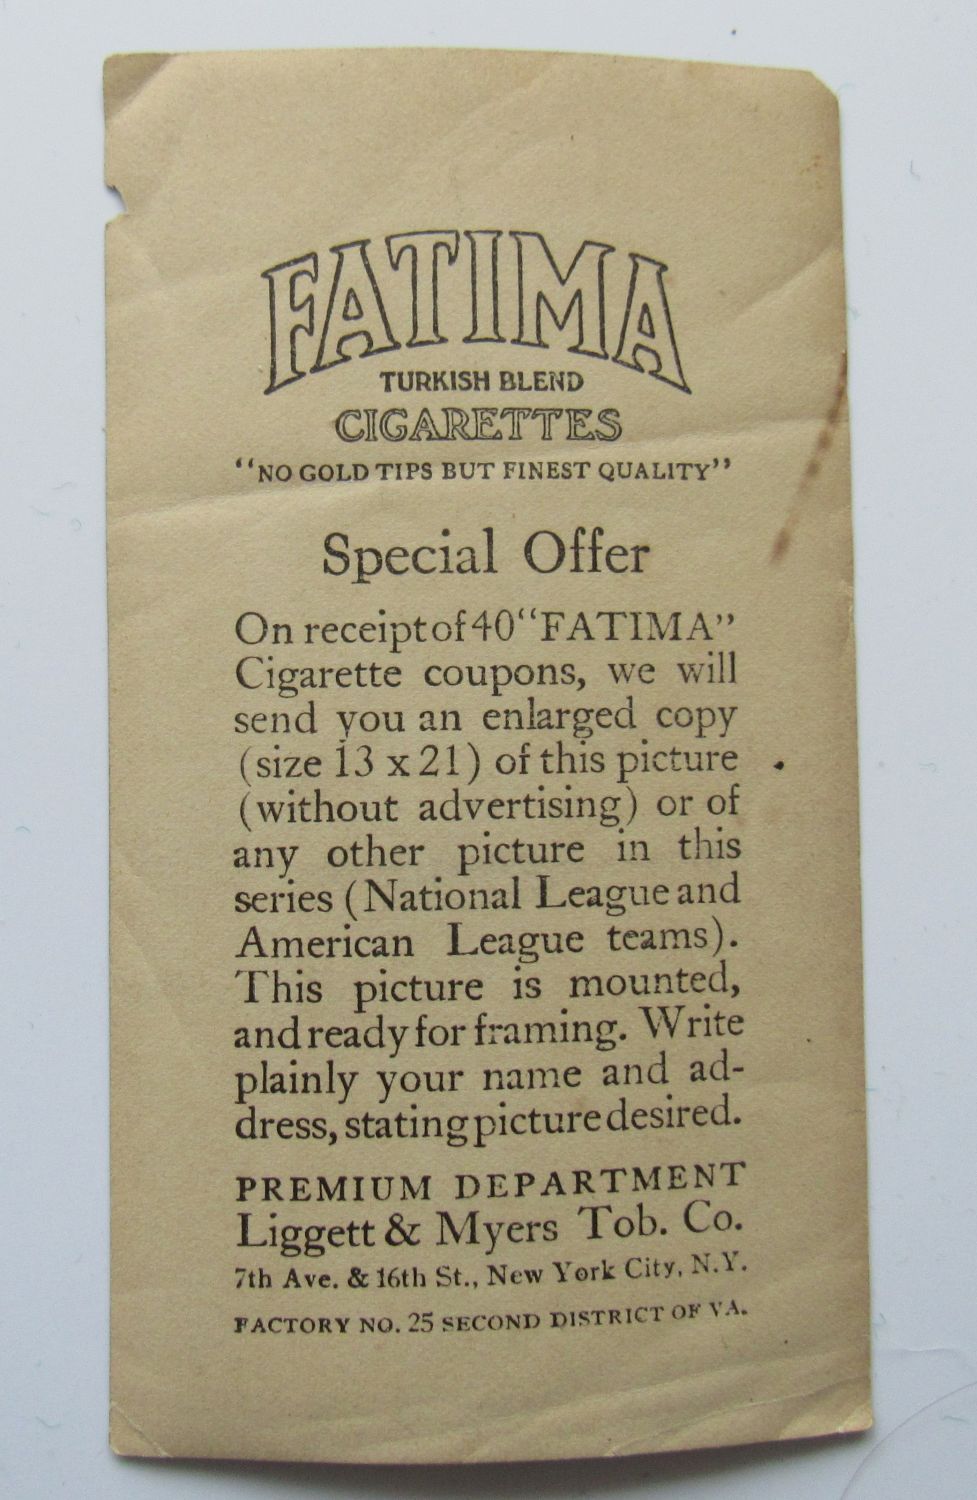 FATIMA
TURKISH BLEND
CIGARETTES
"NO GOLD TIPS BUT FINEST QUALITY"
Special Offer
On receipt of 40 "FATIMA"
Cigarette coupons, we will
send you an enlarged copy
(size 13 x 21) of this picture
(without advertising) or of
any other picture in this
series (National League and
American League teams).
This picture is mounted,
and ready for framing. Write
plainly your name and ad-
dress, stating picture desired.
PREMIUM DEPARTMENT
Liggett & Myers Tob. Co.
7th Ave. & 16th St., New York City, N.Y.
FACTORY NO. 25 SECOND DISTRICT OF VA.